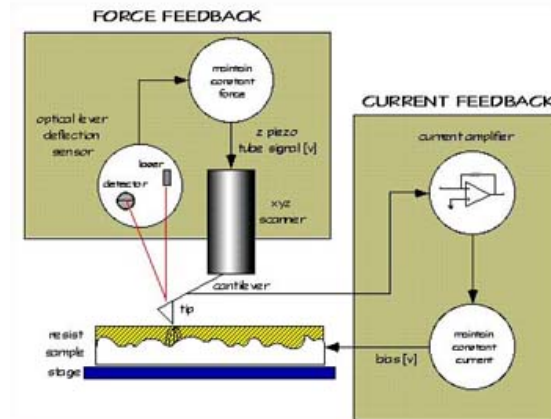 FORCE FEEDBACK
maintain
constant
force
optical lever
deflection
sensor
z piezo
tube signal [v]
laser
detector
xyz
scanner
cantilever
tip
resist
sample
stage
CURRENT FEEDBACK
current amplifier
maintain
constant
current
bias [v]